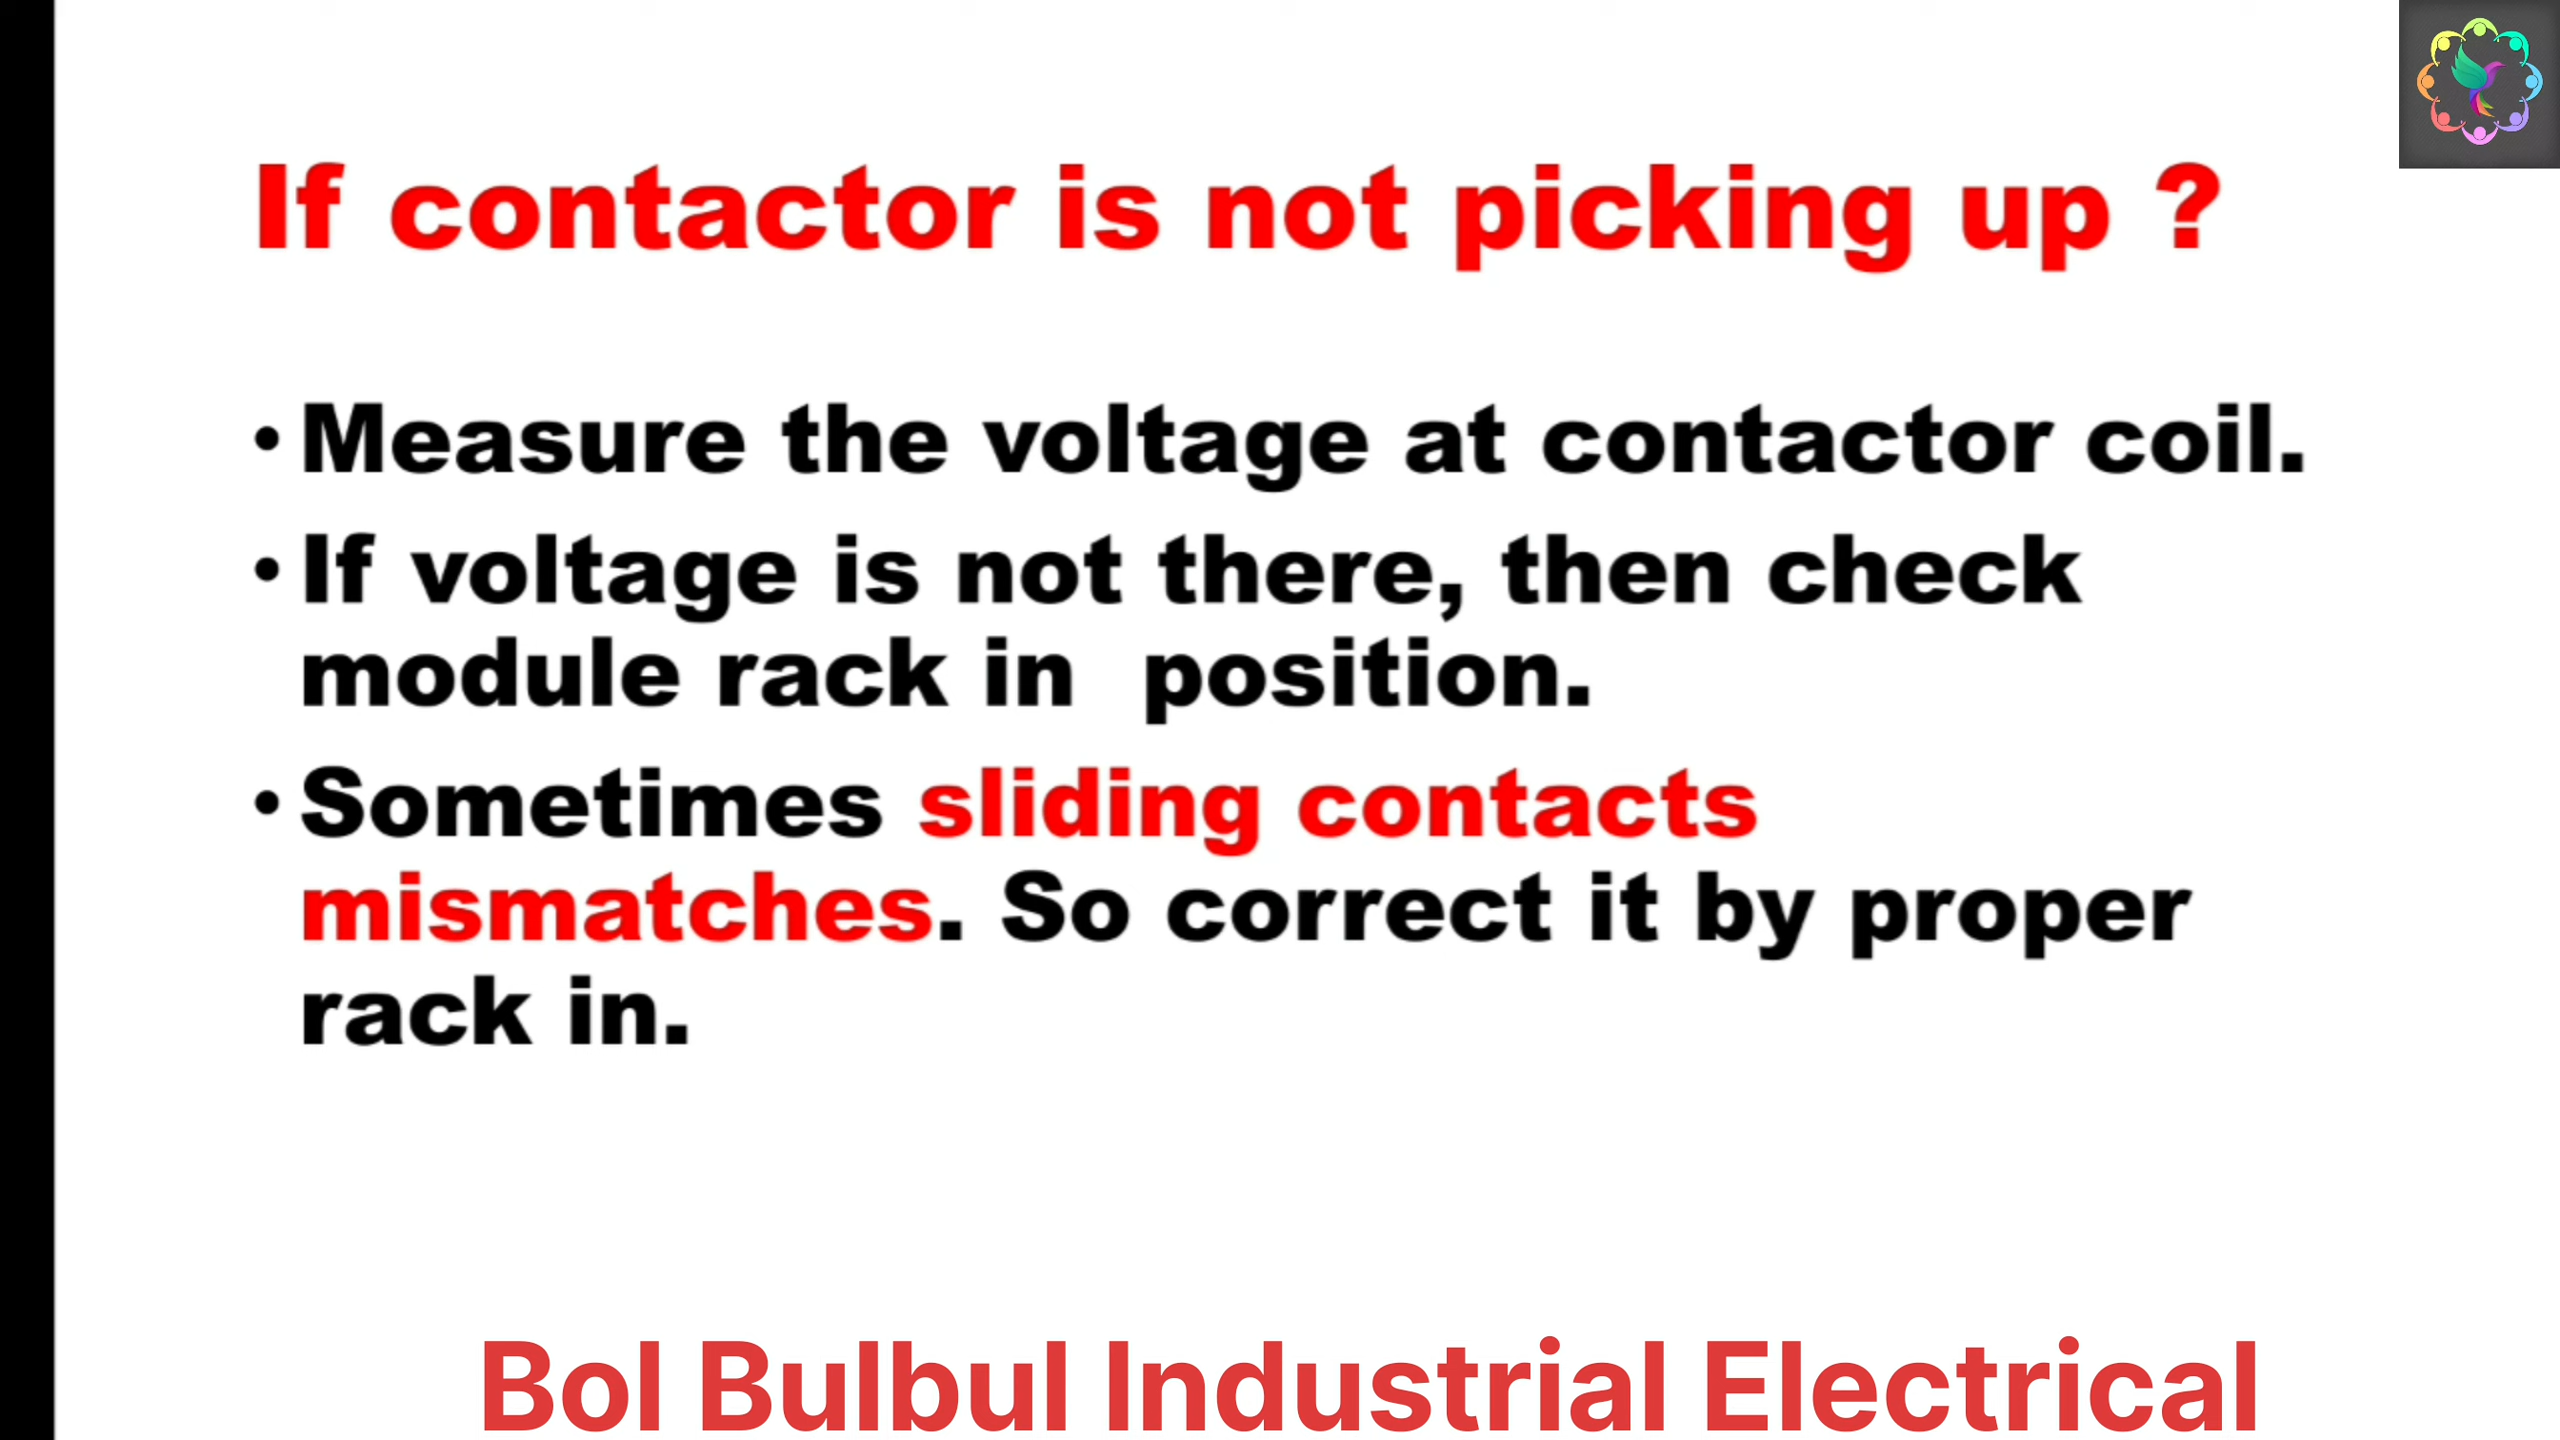 If contactor is not picking up ?
• Measure the voltage at contactor coil.
• If voltage is not there, then check
module rack in  position.
• Sometimes sliding contacts
mismatches. So correct it by proper
rack in.
Bol Bulbul Industrial Electrical